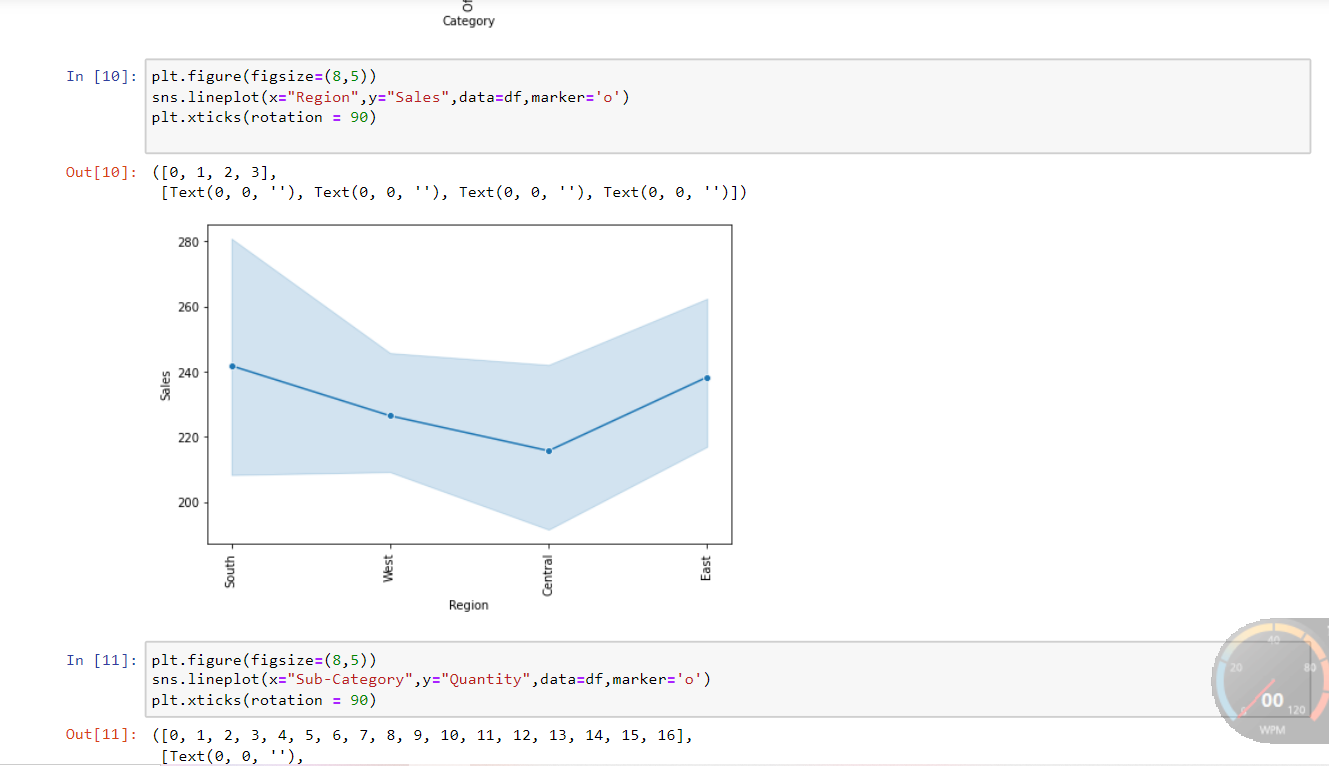 Of
Category
In [10]:
plt.figure(figsize=(8,5))
sns.lineplot(x="Region",y="Sales",data=df,marker='o')
plt.xticks(rotation = 90)
Out[10]:
([0, 1, 2, 3],
[Text(0, 0, ''), Text(0, 0, ''), Text(0, 0, ''), Text(0, 0, '')])
280
260
240
220
200
Sales
South
West
Central
East
Region
In [11]:
plt.figure(figsize=(8,5))
sns.lineplot(x="Sub-Category",y="Quantity",data=df,marker='o')
plt.xticks(rotation = 90)
Out[11]:
([0, 1, 2, 3, 4, 5, 6, 7, 8, 9, 10, 11, 12, 13, 14, 15, 16],
[Text(0, 0, ''),
40
20
80
0
00
120
WPM